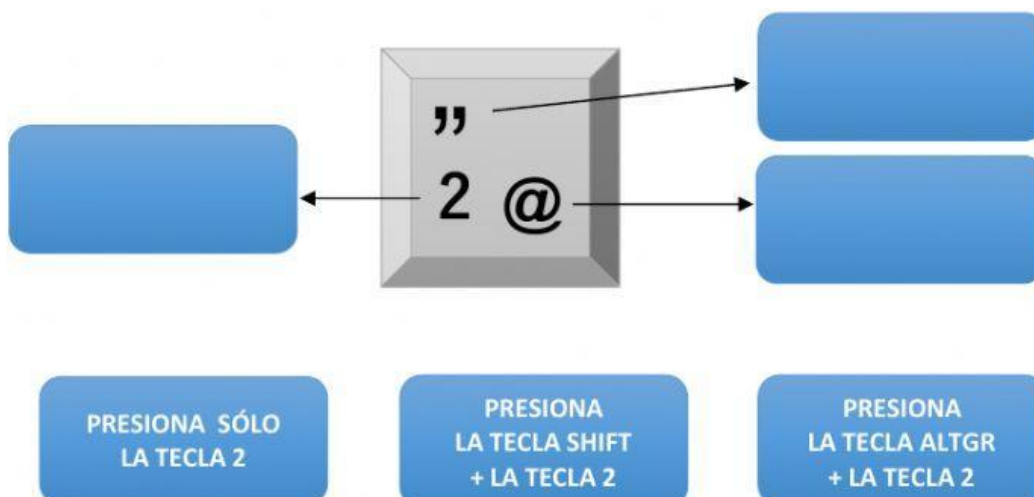 ”
2 @
PRESIONA SÓLO
LA TECLA 2
PRESIONA
LA TECLA SHIFT
+ LA TECLA 2
PRESIONA
LA TECLA ALTGR
+ LA TECLA 2